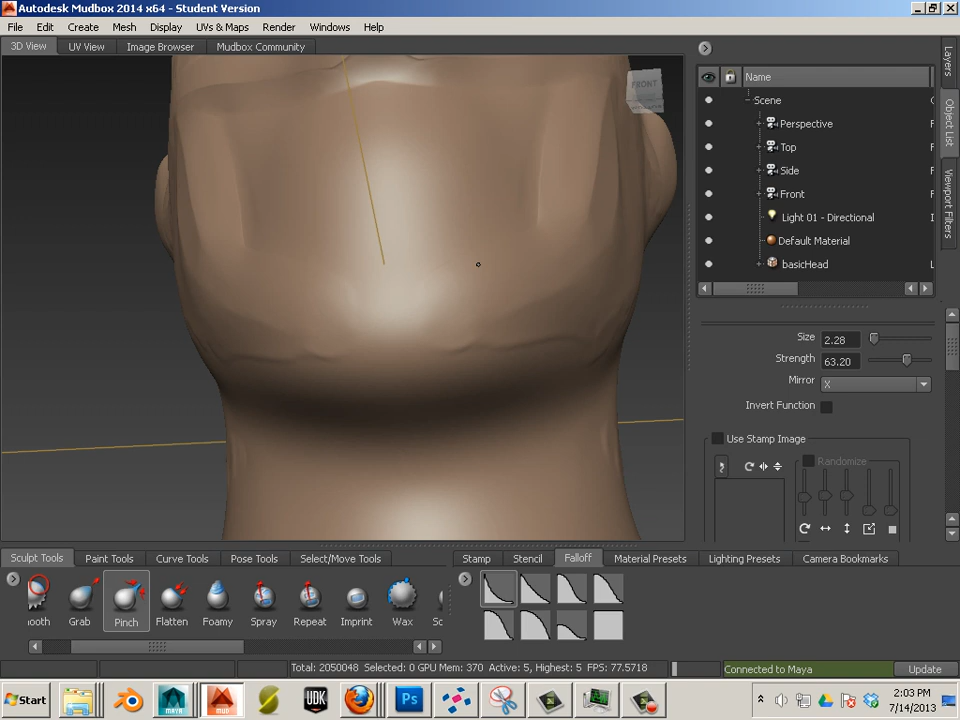 Autodesk Mudbox 2014 x64 - Student Version
File Edit Create Mesh Display UVs & Maps Render Windows Help
3D View UV View Image Browser Mudbox Community
FRONT
Name
Scene
Perspective
Top
Side
Front
Light 01 - Directional
Default Material
basicHead
Layers
Object List
Viewport Filters
Size 2.28
Strength 63.20
Mirror X
Invert Function
Use Stamp Image
Randomize
Sculpt Tools Paint Tools Curve Tools Pose Tools Select/Move Tools
Stamp Stencil Falloff Material Presets Lighting Presets Camera Bookmarks
ooth Grab Pinch Flatten Foamy Spray Repeat Imprint Wax Sc
Total: 2050048 Selected: 0 GPU Mem: 370 Active: 5, Highest: 5 FPS: 77.5718
Connected to Maya
Update
Start
MAYA
MUD
UDK
Ps
2:03 PM
7/14/2013